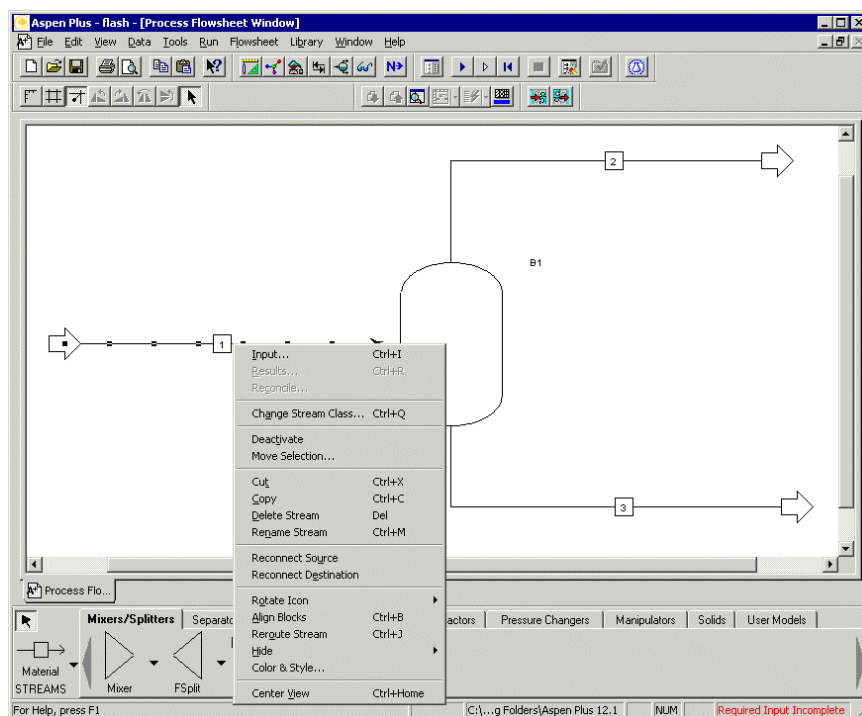 Aspen Plus - flash - [Process Flowsheet Window]
File Edit View Data Tools Run Flowsheet Library Window Help
N>
2
B1
1
Input... Ctrl+I
Results... Ctrl+R
Reconcile...
Change Stream Class... Ctrl+Q
Deactivate
Move Selection...
Cut Ctrl+X
Copy Ctrl+C
Delete Stream Del
Rename Stream Ctrl+M
3
Reconnect Source
Reconnect Destination
Rotate Icon
Align Blocks Ctrl+B
Reroute Stream Ctrl+J
Hide
Color & Style...
Center View Ctrl+Home
Process Flo...
Mixers/Splitters Separato actors Pressure Changers Manipulators Solids User Models
Material
STREAMS Mixer FSplit
For Help, press F1 C:\...g Folders\Aspen Plus 12.1 NUM Required Input Incomplete